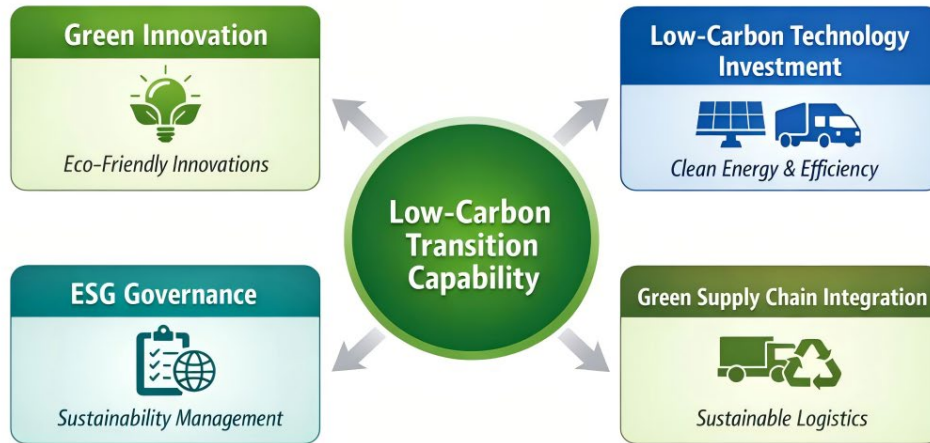 Green Innovation
Eco-Friendly Innovations
Low-Carbon Technology
Investment
Clean Energy & Efficiency
Low-Carbon
Transition
Capability
ESG Governance
Sustainability Management
Green Supply Chain Integration
Sustainable Logistics